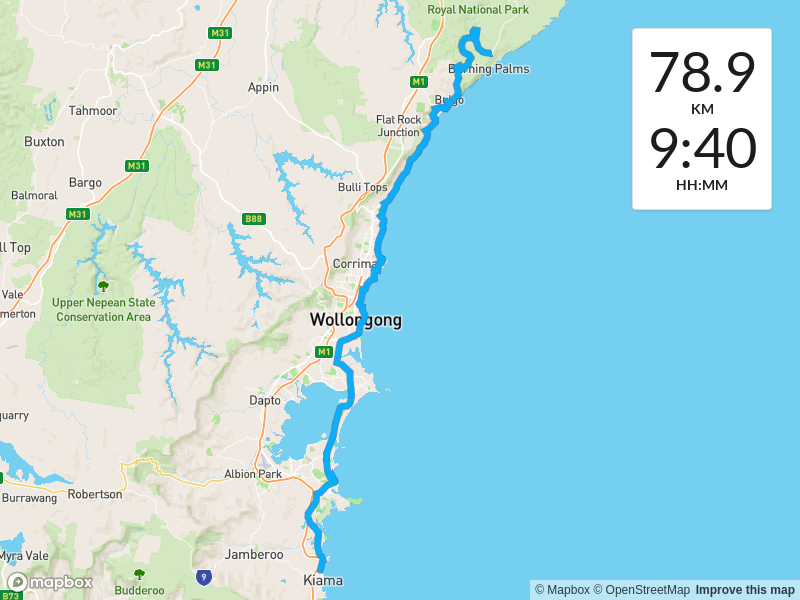 Royal National Park
M31
M31
M1
Burning Palms
Appin
Bulgo
Tahmoor
Flat Rock
Junction
Buxton
M31
Bargo
Bulli Tops
Balmoral
M31
B88
ll Top
Corrimal
Vale
Upper Nepean State
Conservation Area
merton
Wollongong
M1
Dapto
quarry
Albion Park
Robertson
Burrawang
Jamberoo
Myra Vale
9
Kiama
Budderoo
B73
mapbox
78.9
KM
9:40
HH:MM
© Mapbox © OpenStreetMap Improve this map